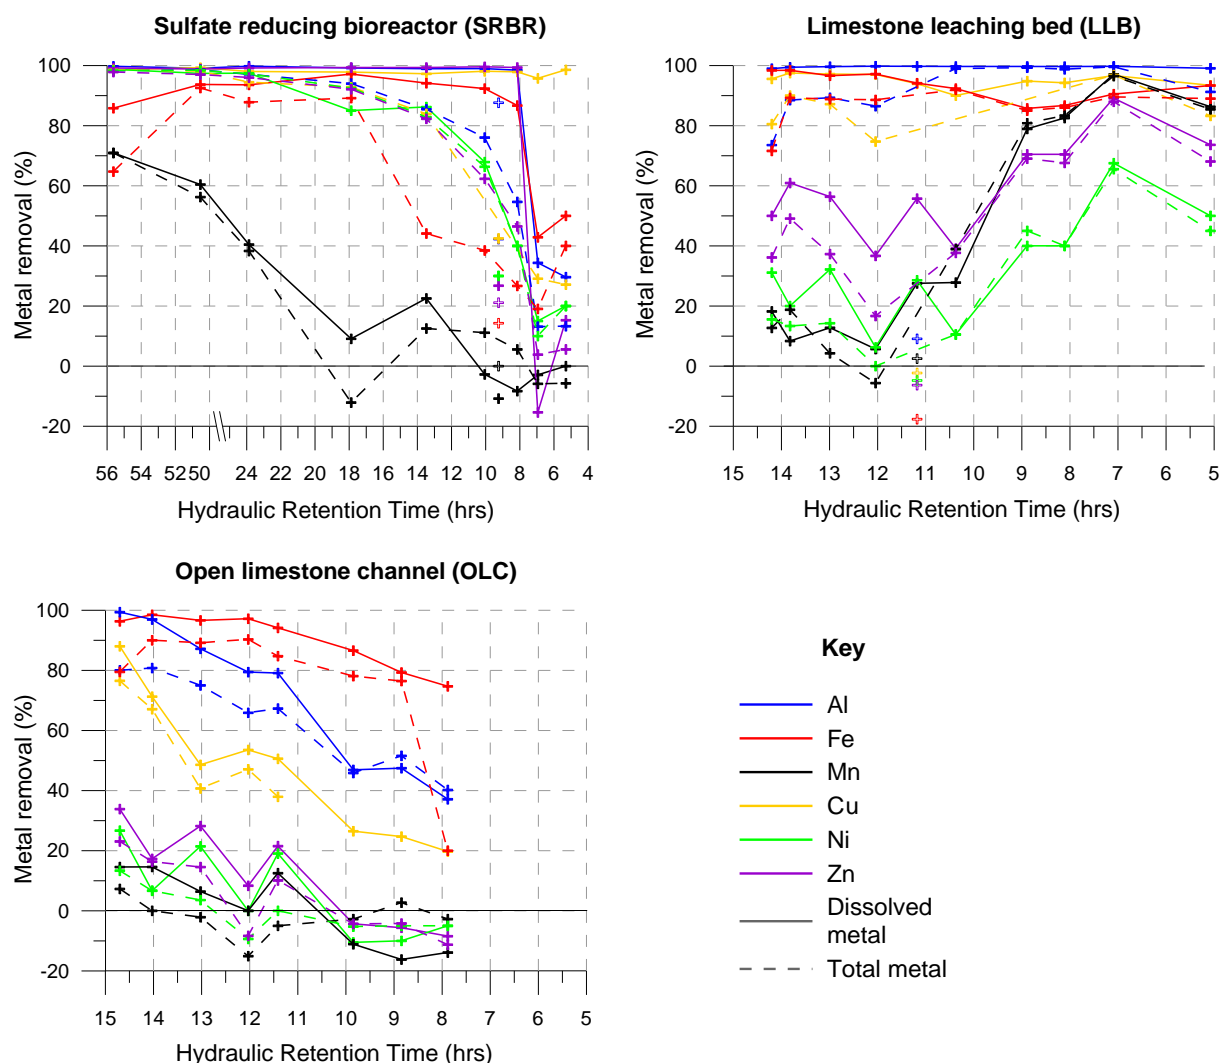 Sulfate reducing bioreactor (SRBR)
100
80
60
40
20
0
-20
Metal removal (%)
56 54 52 50 24 22 20 18 16 14 12 10 8 6 4
Hydraulic Retention Time (hrs)
Limestone leaching bed (LLB)
100
80
60
40
20
0
-20
Metal removal (%)
15 14 13 12 11 10 9 8 7 6 5
Hydraulic Retention Time (hrs)
Open limestone channel (OLC)
100
80
60
40
20
0
-20
Metal removal (%)
15 14 13 12 11 10 9 8 7 6 5
Hydraulic Retention Time (hrs)
Key
Al
Fe
Mn
Cu
Ni
Zn
Dissolved
metal
Total metal